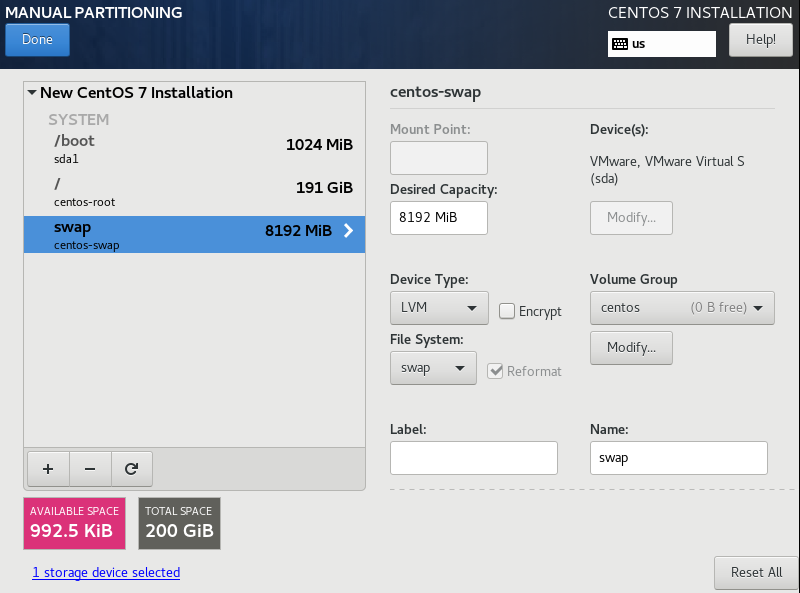 MANUAL PARTITIONING
CENTOS 7 INSTALLATION
Done
us
Help!
New CentOS 7 Installation
SYSTEM
/boot
1024 MiB
sda1
/
191 GiB
centos-root
swap
8192 MiB
centos-swap
+ −
AVAILABLE SPACE
992.5 KiB
TOTAL SPACE
200 GiB
1 storage device selected
centos-swap
Mount Point:
Desired Capacity:
8192 MiB
Device(s):
VMware, VMware Virtual S
(sda)
Modify...
Device Type:
LVM
Encrypt
Volume Group
centos (0 B free)
Modify...
File System:
swap
Reformat
Label:
Name:
swap
Reset All